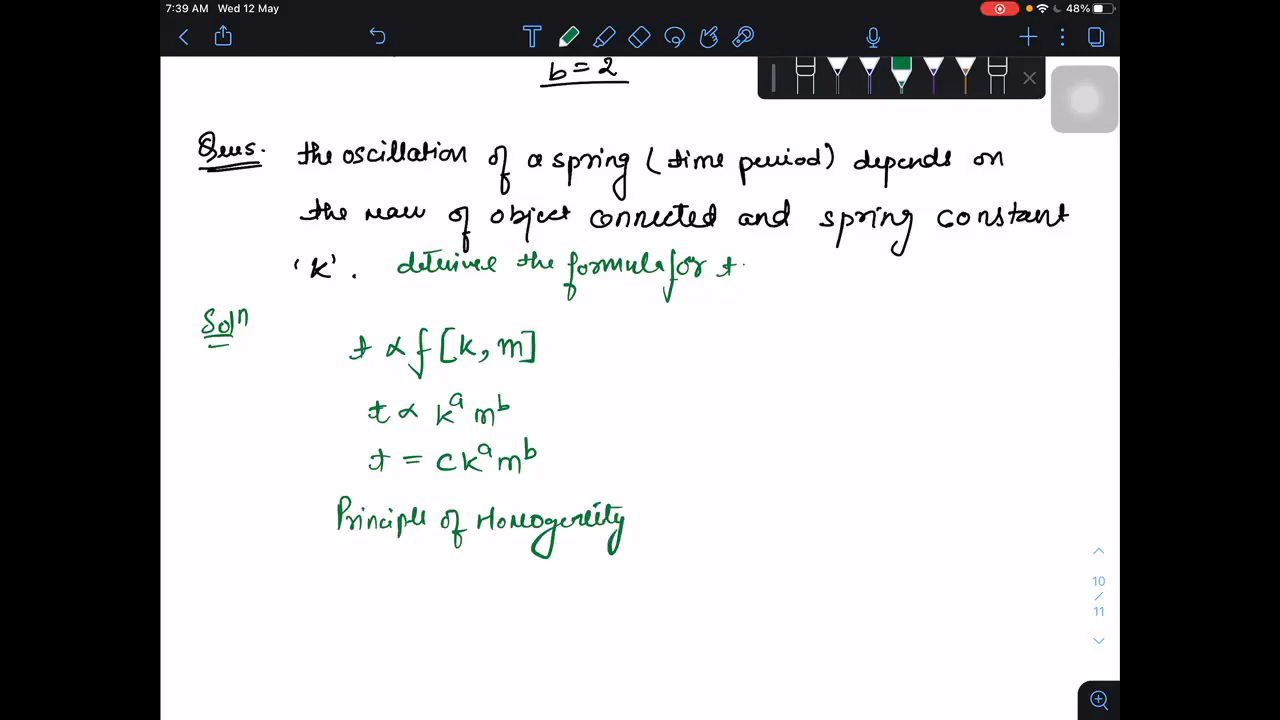 7:39 AM Wed 12 May
48%
b = 2
Ques. the oscillation of a spring (time period) depends on
the mass of object connected and spring constant
'k'. determine the formula for t.
Solⁿ
t ∝ f [k, m]
t ∝ k^a m^b
t = c k^a m^b
Principle of Homogeneity
10
/
11